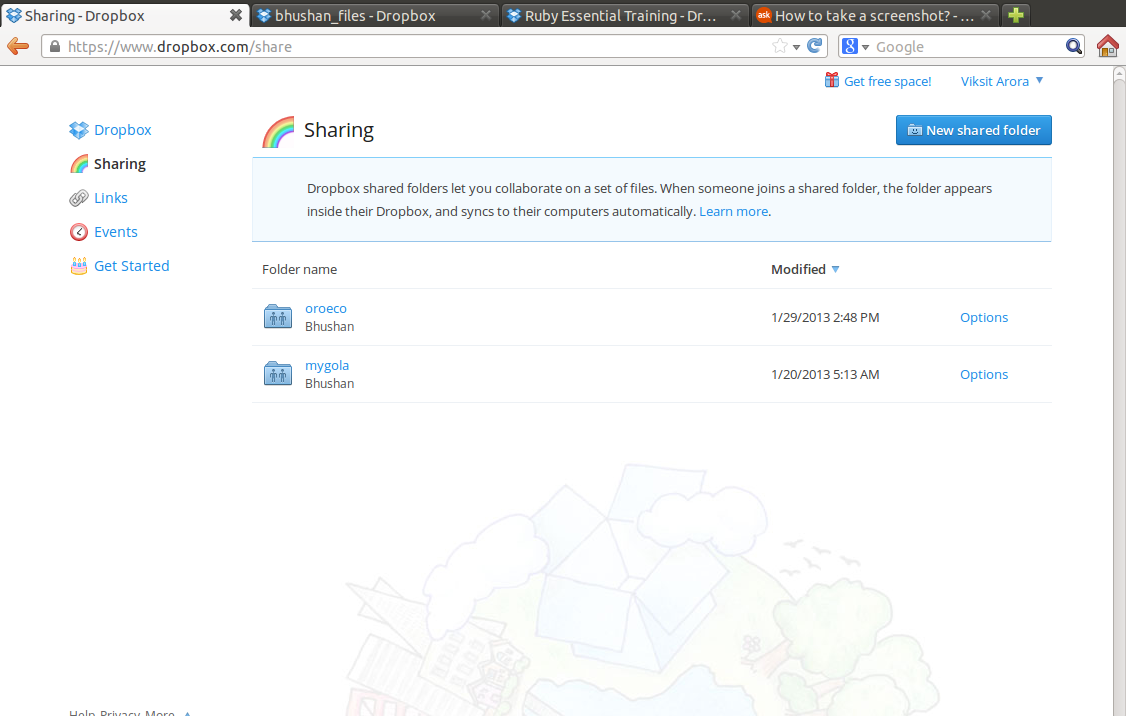 Sharing - Dropbox
bhushan_files - Dropbox
Ruby Essential Training - Dr...
ask How to take a screenshot? - ...
https://www.dropbox.com/share
8 Google
Get free space!
Viksit Arora
Dropbox
Sharing
Links
Events
Get Started
Sharing
New shared folder
Dropbox shared folders let you collaborate on a set of files. When someone joins a shared folder, the folder appears
inside their Dropbox, and syncs to their computers automatically. Learn more.
Folder name Modified
oroeco
Bhushan
1/29/2013 2:48 PM Options
mygola
Bhushan
1/20/2013 5:13 AM Options
Help Privacy More